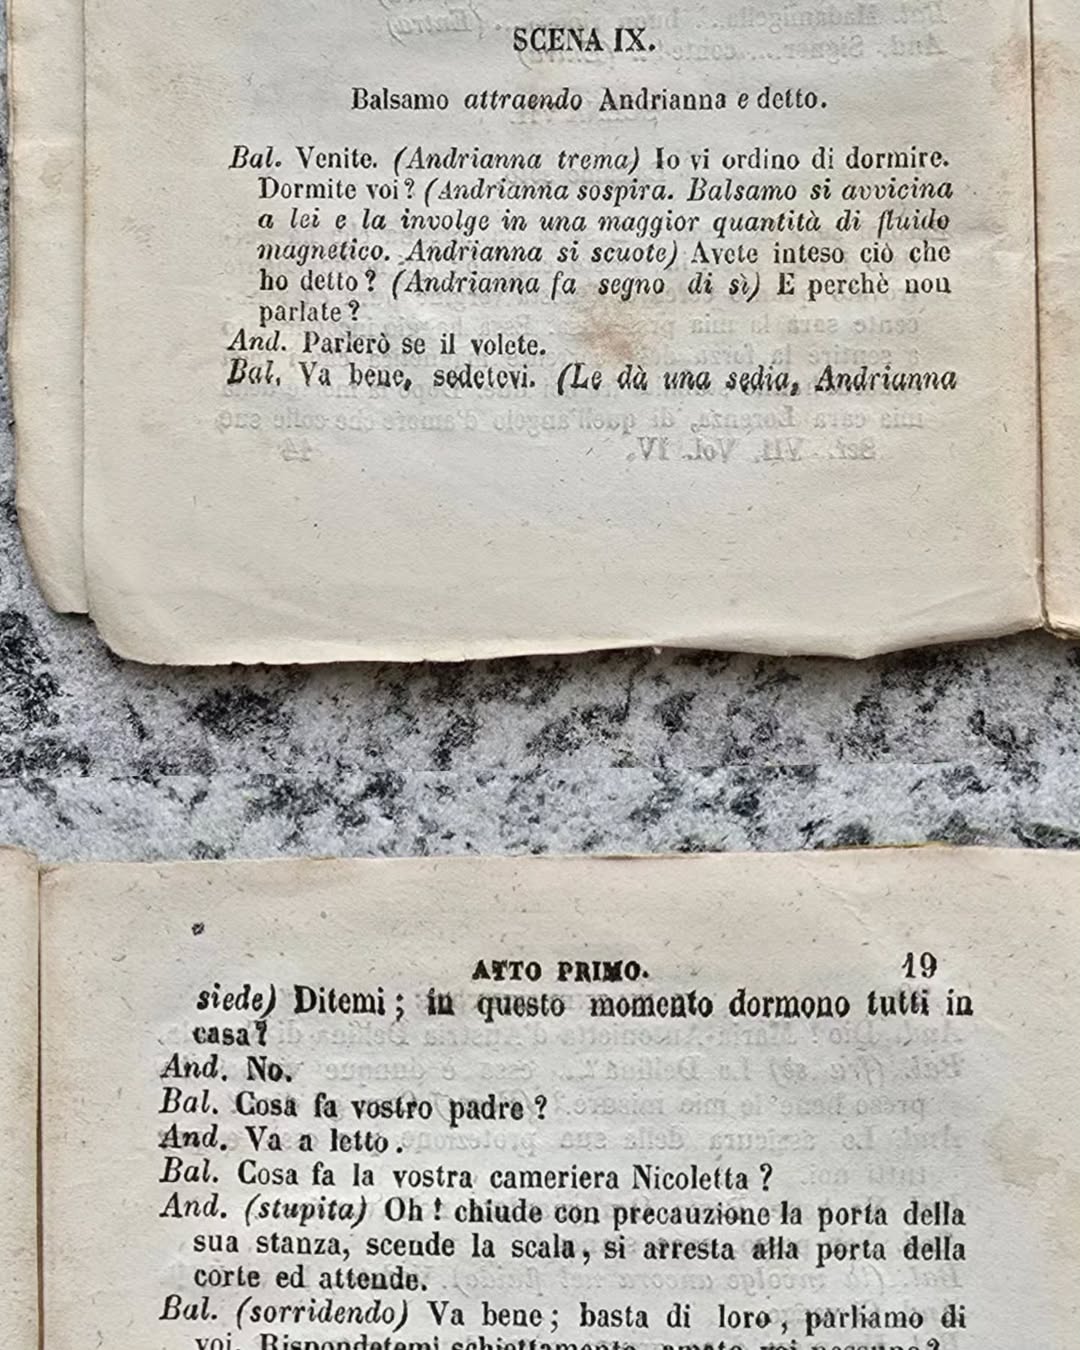 SCENA IX.
Balsamo attraendo Andrianna e detto.
Bal. Venite. (Andrianna trema) Io vi ordino di dormire.
Dormite voi? (Andrianna sospira. Balsamo si avvicina
a lei e la involge in una maggior quantità di fluido
magnetico. Andrianna si scuote) Avete inteso ciò che
ho detto? (Andrianna fa segno di sì) E perchè non
parlate?
And. Parlerò se il volete.
Bal. Va bene, sedetevi. (Le dà una sedia, Andrianna
ATTO PRIMO. 19
siede) Ditemi; in questo momento dormono tutti in
casa?
And. No.
Bal. Cosa fa vostro padre?
And. Va a letto.
Bal. Cosa fa la vostra cameriera Nicoletta?
And. (stupita) Oh! chiude con precauzione la porta della
sua stanza, scende la scala, si arresta alla porta della
corte ed attende.
Bal. (sorridendo) Va bene; basta di loro, parliamo di
voi. Rispondetemi schiettamente, amate voi nessuno?